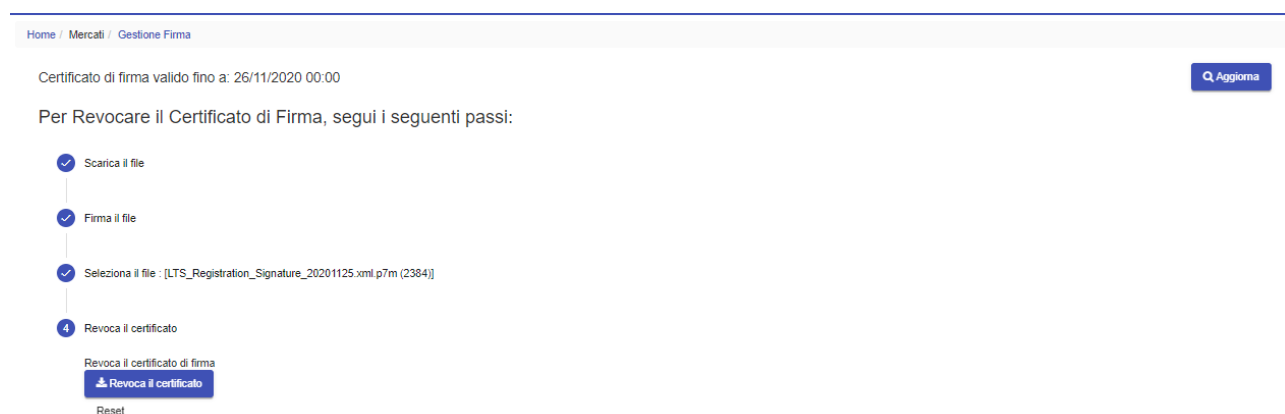 Home / Mercati / Gestione Firma
Certificato di firma valido fino a: 26/11/2020 00:00
Aggiorna
Per Revocare il Certificato di Firma, segui i seguenti passi:
Scarica il file
Firma il file
Seleziona il file : [LTS_Registration_Signature_20201125.xml.p7m (2384)]
4 Revoca il certificato
Revoca il certificato di firma
Revoca il certificato
Reset